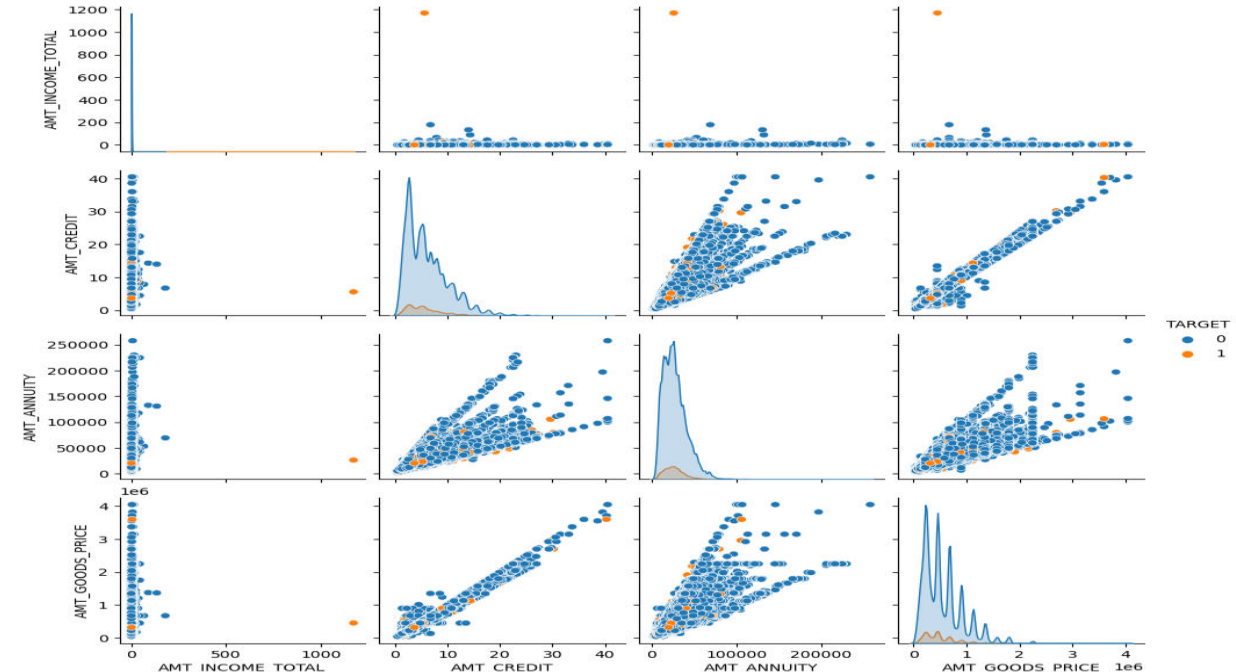 1200
1000
800
600
400
200
0
AMT_INCOME_TOTAL
40
30
20
10
0
AMT_CREDIT
TARGET
0
1
250000
200000
150000
100000
50000
0
AMT_ANNUITY
1e6
4
3
2
1
0
AMT_GOODS_PRICE
0 500 1000
AMT_INCOME_TOTAL
0 20 40
AMT_CREDIT
0 100000 200000
AMT_ANNUITY
0 1 2 3 4
AMT_GOODS_PRICE 1e6